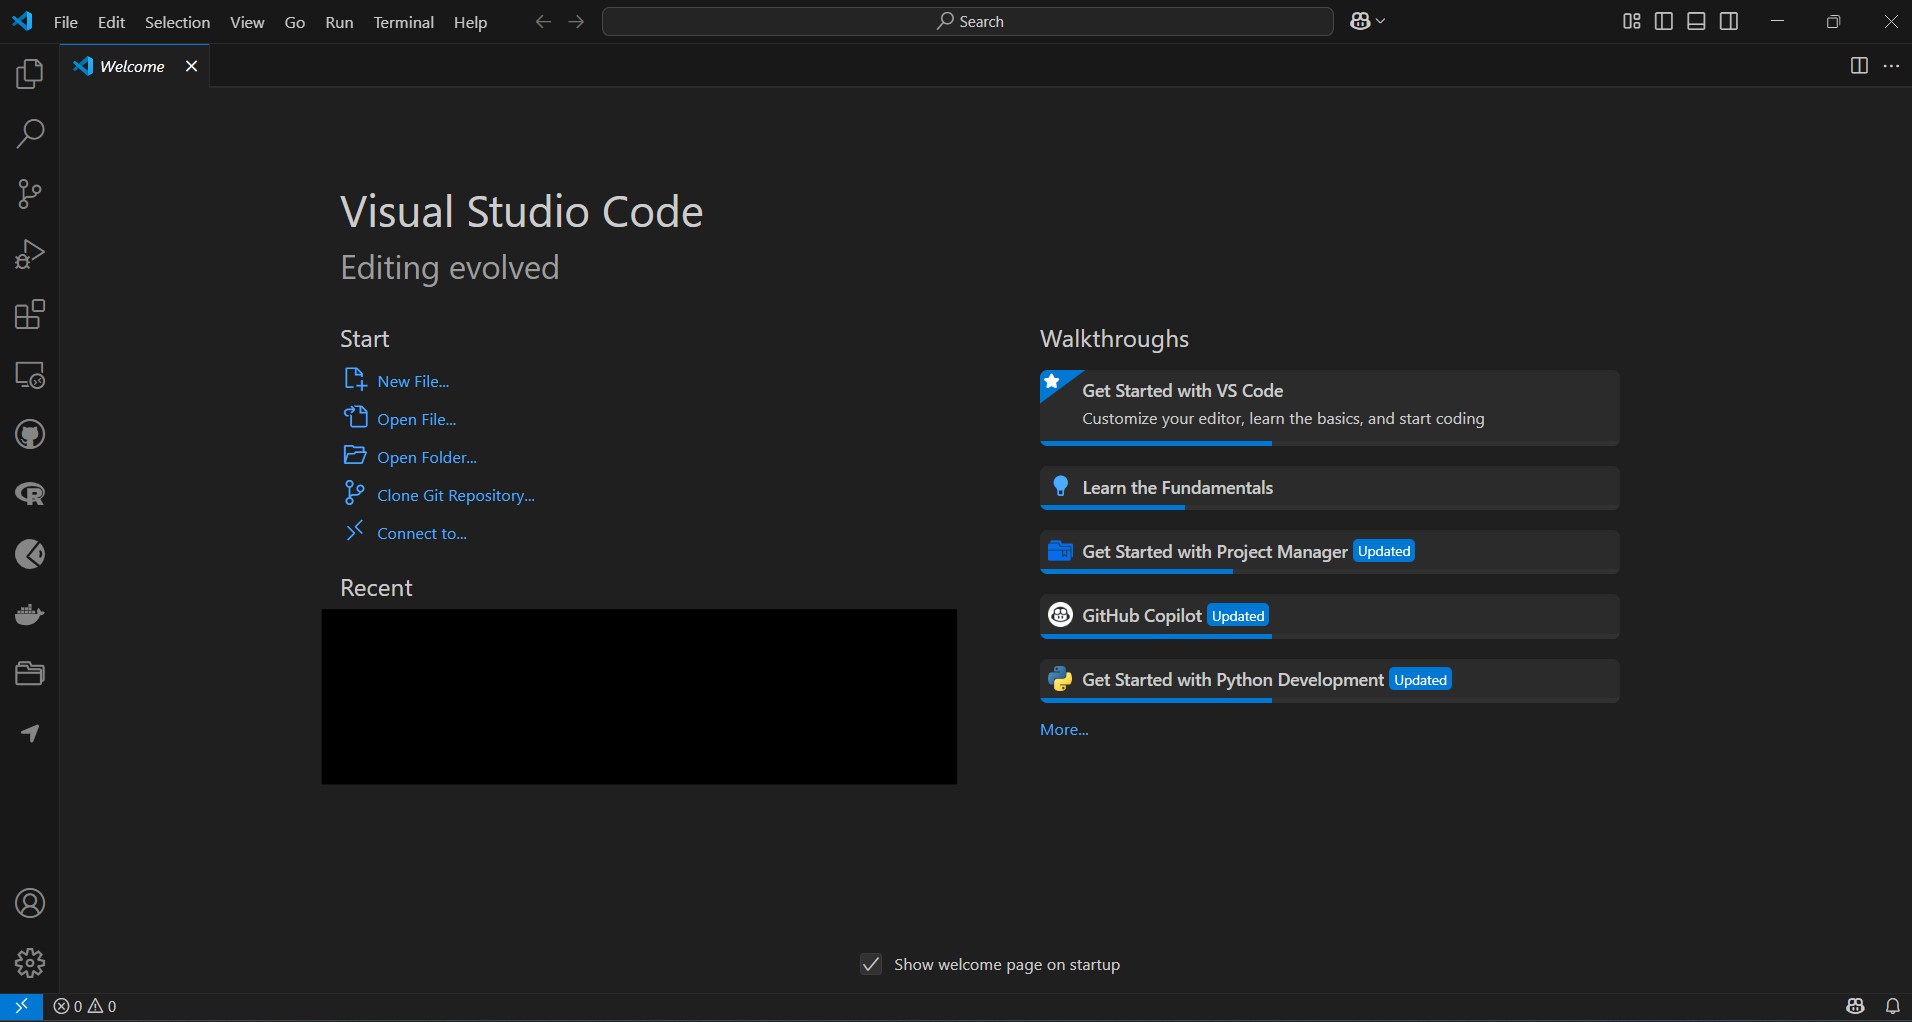 File Edit Selection View Go Run Terminal Help
Search
Welcome
Visual Studio Code
Editing evolved
Start
New File...
Open File...
Open Folder...
Clone Git Repository...
Connect to...
Recent
Walkthroughs
Get Started with VS Code
Customize your editor, learn the basics, and start coding
Learn the Fundamentals
Get Started with Project Manager Updated
GitHub Copilot Updated
Get Started with Python Development Updated
More...
Show welcome page on startup
0 0